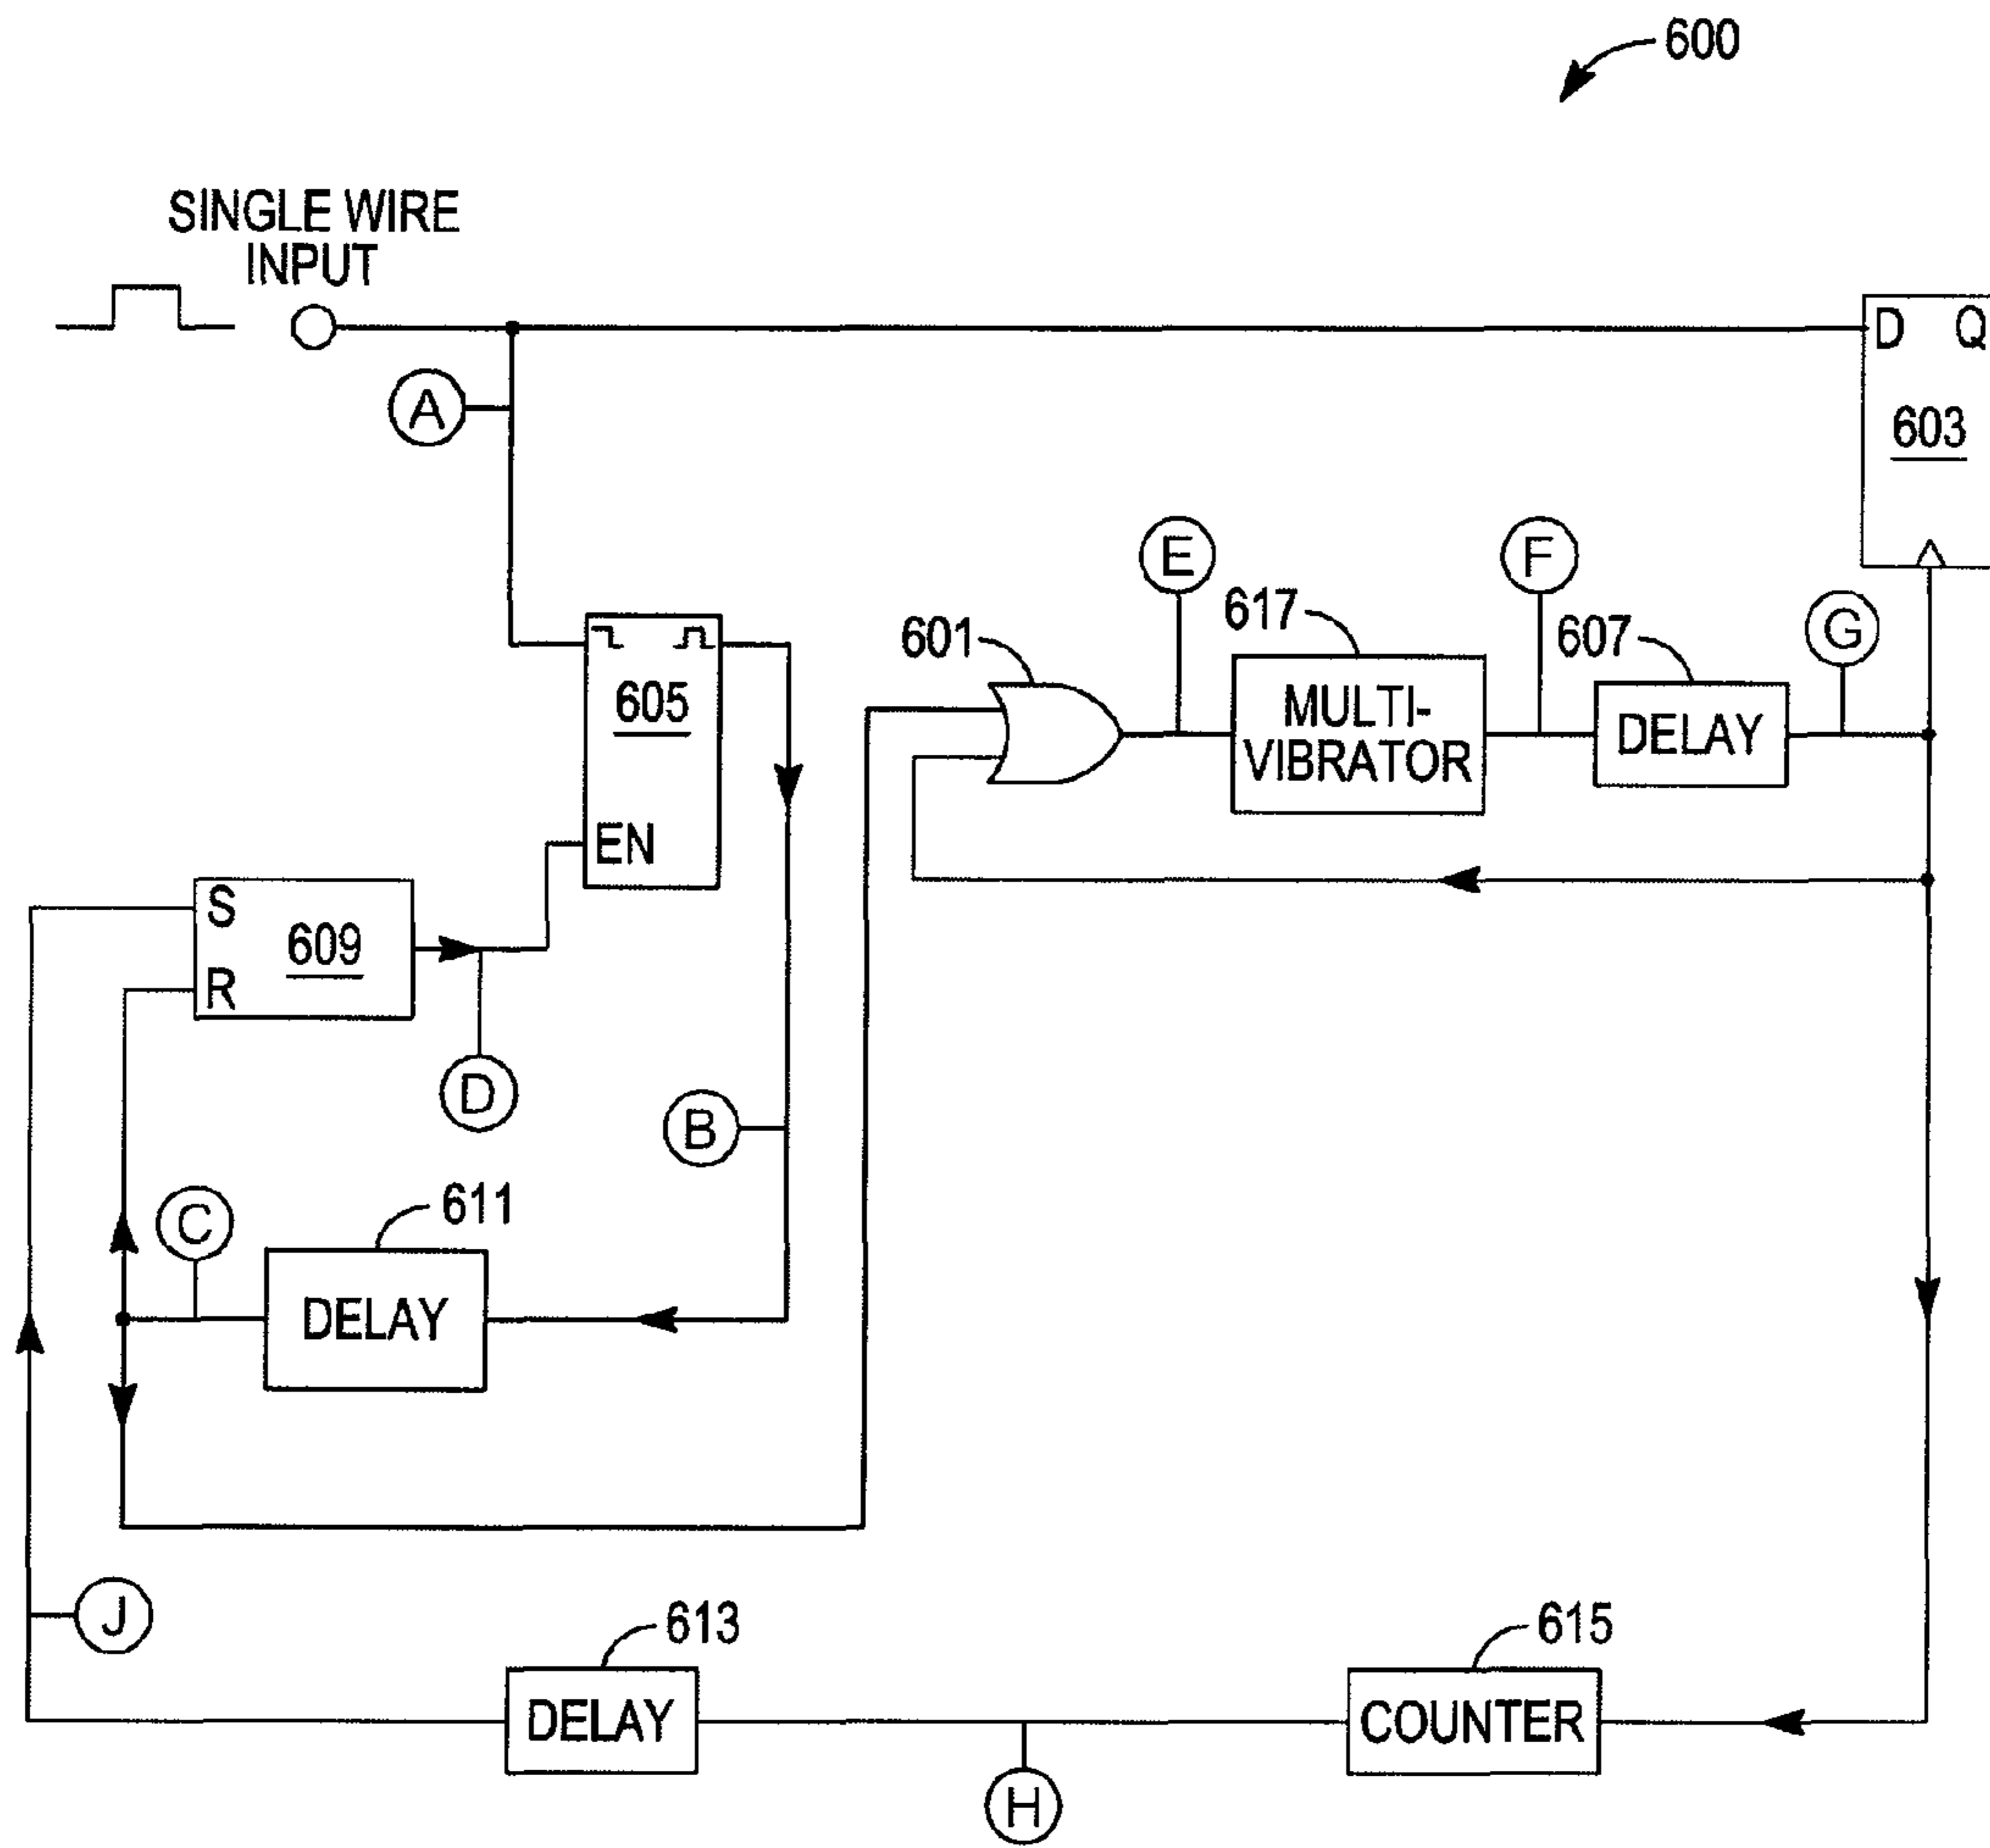 600
SINGLE WIRE
INPUT
D Q
A
603
E
F
617
601
607
G
605
MULTI-
VIBRATOR
DELAY
EN
S
609
R
D
B
611
C
DELAY
J
613
615
DELAY
COUNTER
H